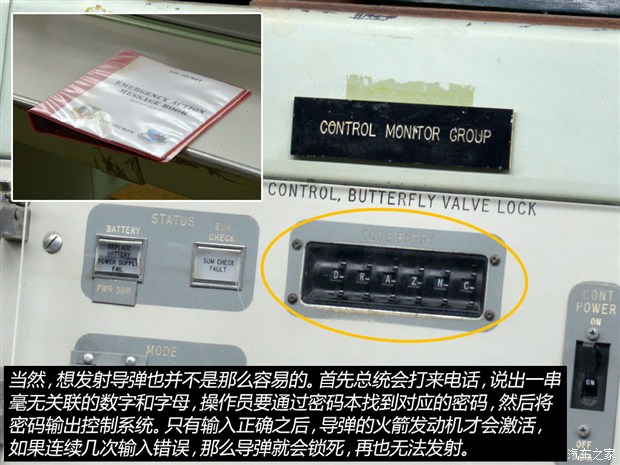 TOP SECRET
EMERGENCY ACTION
MESSAGE BOOK
CONTROL MONITOR GROUP
CONTROL, BUTTERFLY VALVE LOCK
STATUS
BATTERY
SUM
CHECK
CODE ENTRY
REPLACE
BATTERY
POWER SUPPLY
FAIL
SUM CHECK
FAULT
D- R- A- Z- N- C-
PWR SUP
CONT
POWER
ON
ON
OFF
MODE
当然，想发射导弹也并不是那么容易的。首先总统会打来电话，说出一串
毫无关联的数字和字母，操作员要通过密码本找到对应的密码，然后将
密码输出控制系统。只有输入正确之后，导弹的火箭发动机才会激活，
如果连续几次输入错误，那么导弹就会锁死，再也无法发射。
汽车之家